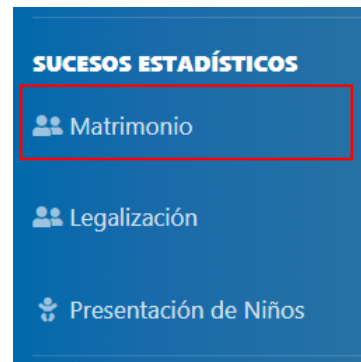 SUCESOS ESTADÍSTICOS
Matrimonio
Legalización
Presentación de Niños